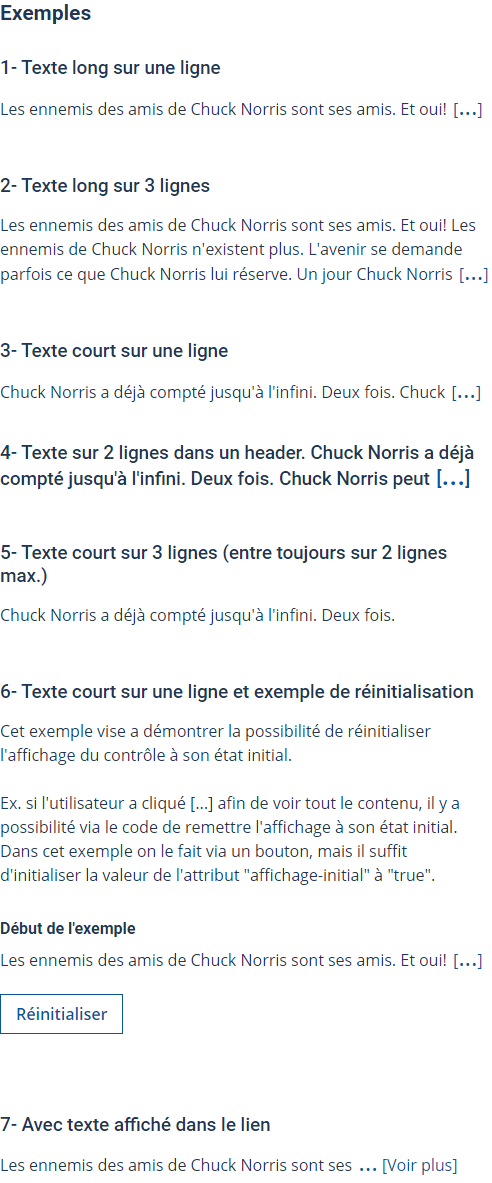 Exemples
1- Texte long sur une ligne
Les ennemis des amis de Chuck Norris sont ses amis. Et oui! [...]
2- Texte long sur 3 lignes
Les ennemis des amis de Chuck Norris sont ses amis. Et oui! Les
ennemis de Chuck Norris n'existent plus. L'avenir se demande
parfois ce que Chuck Norris lui réserve. Un jour Chuck Norris [...]
3- Texte court sur une ligne
Chuck Norris a déjà compté jusqu'à l'infini. Deux fois. Chuck [...]
4- Texte sur 2 lignes dans un header. Chuck Norris a déjà
compté jusqu'à l'infini. Deux fois. Chuck Norris peut [...]
5- Texte court sur 3 lignes (entre toujours sur 2 lignes
max.)
Chuck Norris a déjà compté jusqu'à l'infini. Deux fois.
6- Texte court sur une ligne et exemple de réinitialisation
Cet exemple vise a démontrer la possibilité de réinitialiser
l'affichage du contrôle à son état initial.
Ex. si l'utilisateur a cliqué [...] afin de voir tout le contenu, il y a
possibilité via le code de remettre l'affichage à son état initial.
Dans cet exemple on le fait via un bouton, mais il suffit
d'initialiser la valeur de l'attribut "affichage-initial" à "true".
Début de l'exemple
Les ennemis des amis de Chuck Norris sont ses amis. Et oui! [...]
Réinitialiser
7- Avec texte affiché dans le lien
Les ennemis des amis de Chuck Norris sont ses ... [Voir plus]